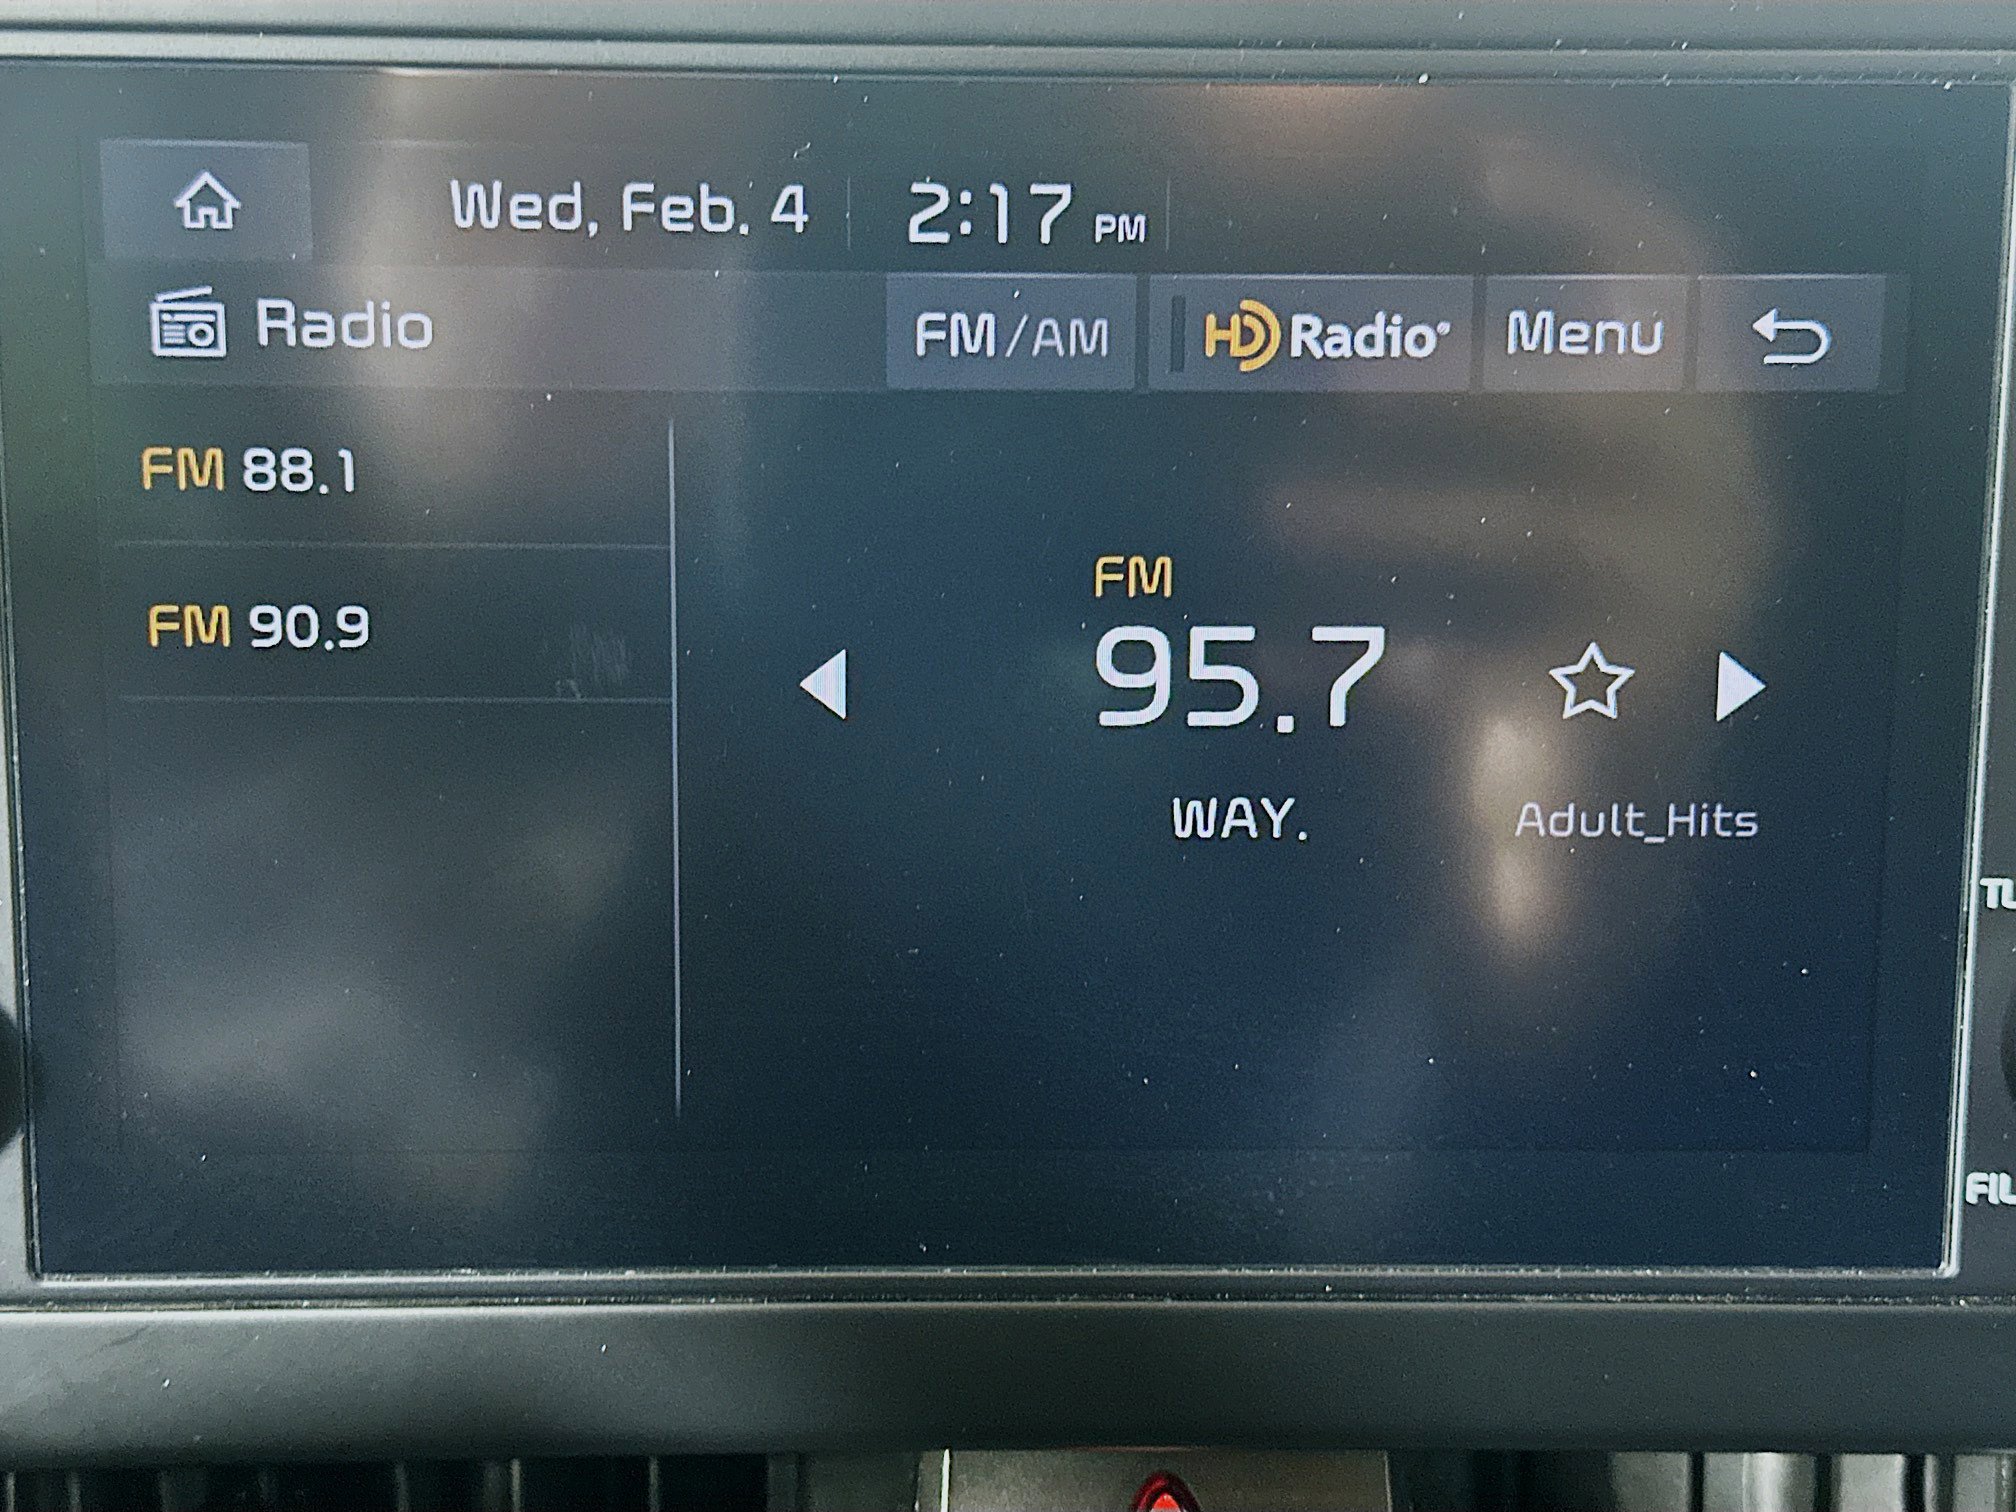 Wed, Feb. 4 2:17 PM
Radio FM/AM HD Radio® Menu
FM 88.1
FM 90.9
FM
95.7
WAY. Adult_Hits